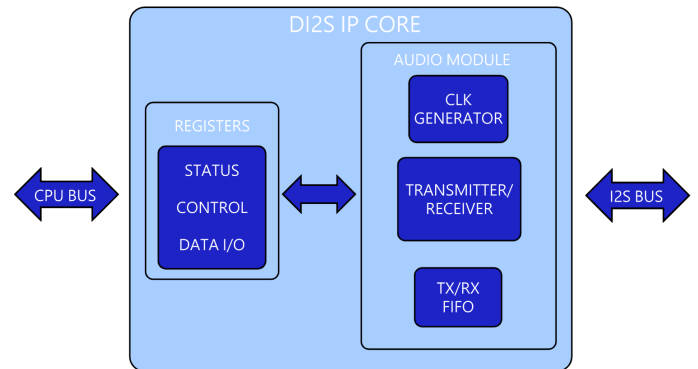 DI2S IP CORE
AUDIO MODULE
CLK
GENERATOR
REGISTERS
STATUS
CONTROL
DATA I/O
CPU BUS
TRANSMITTER/
RECEIVER
I2S BUS
TX/RX
FIFO